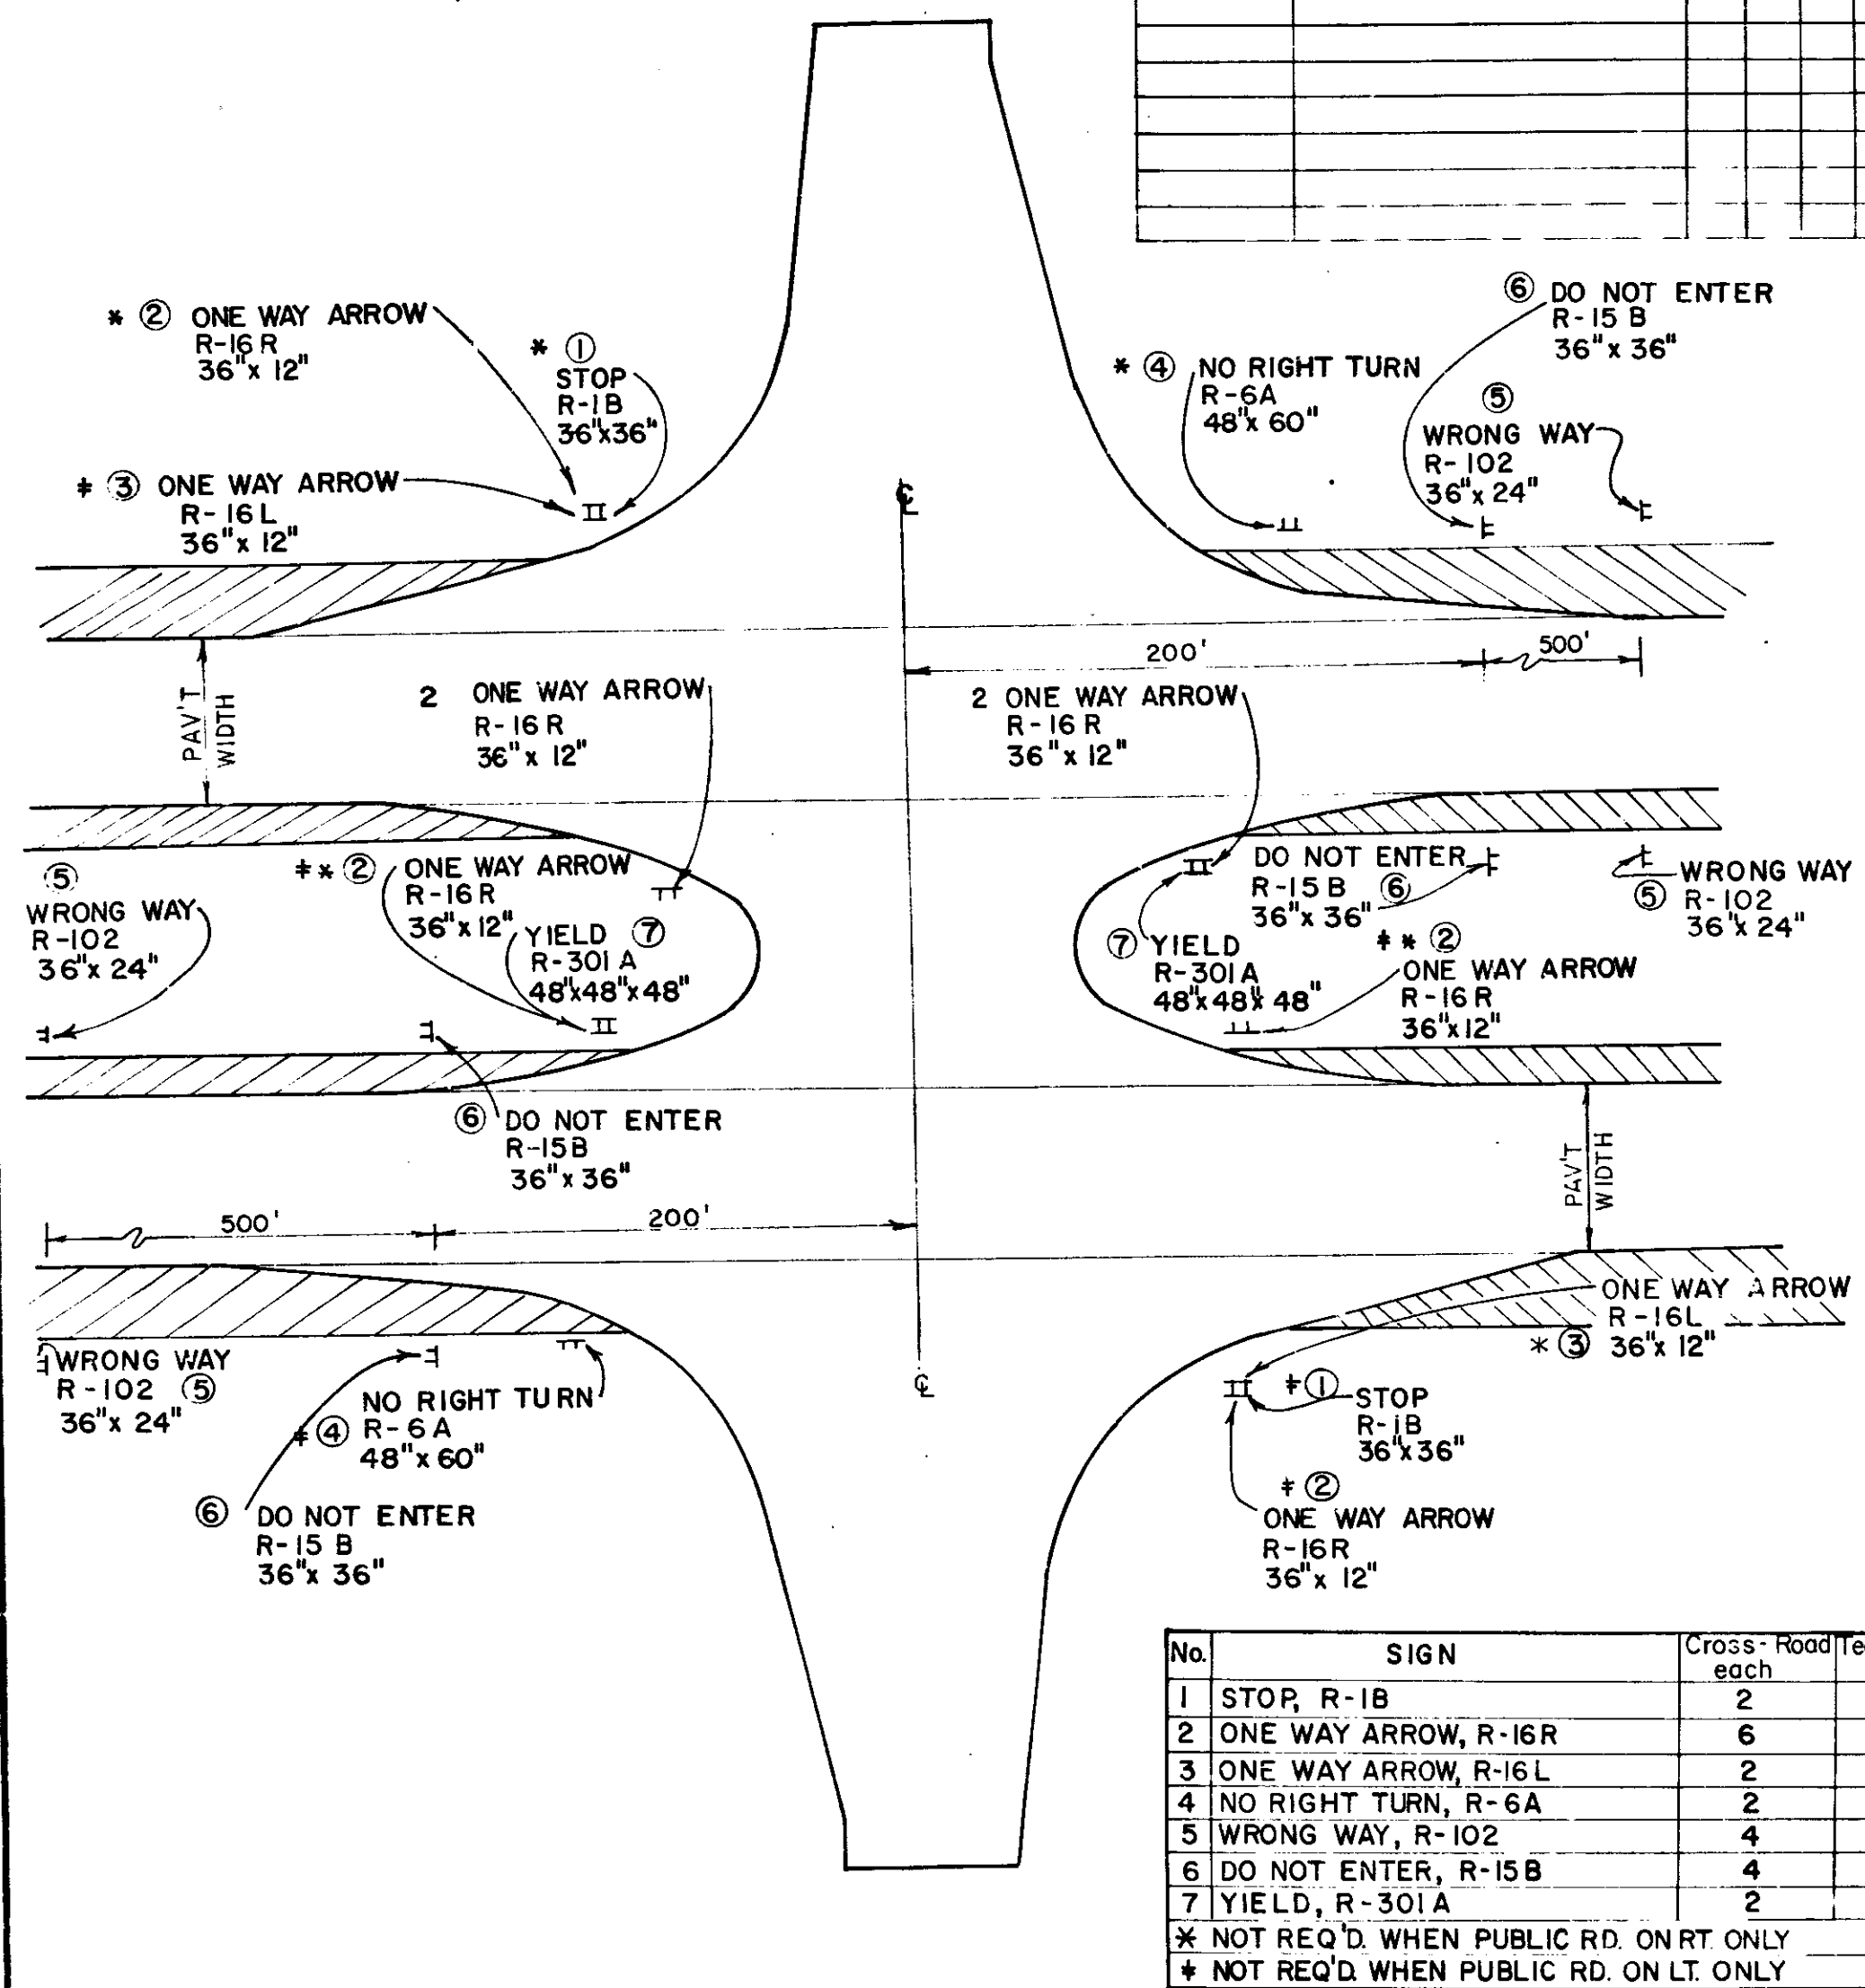 * ② ONE WAY ARROW
R-16 R
36" x 12"
* ①
STOP
R-1B
36"x36"
ǂ ③ ONE WAY ARROW
R-16L
36" x 12"
* ④ NO RIGHT TURN
R-6A
48"x 60"
⑥ DO NOT ENTER
R-15 B
36" x 36"
⑤
WRONG WAY
R-102
36"x 24"
℄
200'
500'
PAV'T
WIDTH
2 ONE WAY ARROW
R-16 R
36" x 12"
2 ONE WAY ARROW
R-16 R
36" x 12"
⑤
WRONG WAY
R-102
36"x 24"
ǂ * ② ONE WAY ARROW
R-16 R
36"x12"
YIELD ⑦
R-301 A
48"x48"x48"
DO NOT ENTER
R-15 B ⑥
36"x 36"
WRONG WAY
⑤ R-102
36"x 24"
⑦ YIELD
R-301A
48"x48"x 48"
ǂ * ②
ONE WAY ARROW
R-16 R
36"x12"
⑥ DO NOT ENTER
R-15B
36"x 36"
PAV'T
WIDTH
500'
200'
WRONG WAY
R-102 ⑤
36"x 24"
NO RIGHT TURN
ǂ ④ R-6 A
48"x 60"
⑥ DO NOT ENTER
R-15 B
36"x 36"
℄
ONE WAY ARROW
R-16L
* ③ 36"x 12"
ǂ ①
STOP
R-1B
36"x36"
ǂ ②
ONE WAY ARROW
R-16R
36"x 12"
No. SIGN Cross-Road each
1 STOP, R-1B 2
2 ONE WAY ARROW, R-16R 6
3 ONE WAY ARROW, R-16L 2
4 NO RIGHT TURN, R-6A 2
5 WRONG WAY, R-102 4
6 DO NOT ENTER, R-15B 4
7 YIELD, R-301A 2
* NOT REQ'D. WHEN PUBLIC RD. ON RT. ONLY
ǂ NOT REQ'D. WHEN PUBLIC RD. ON LT. ONLY